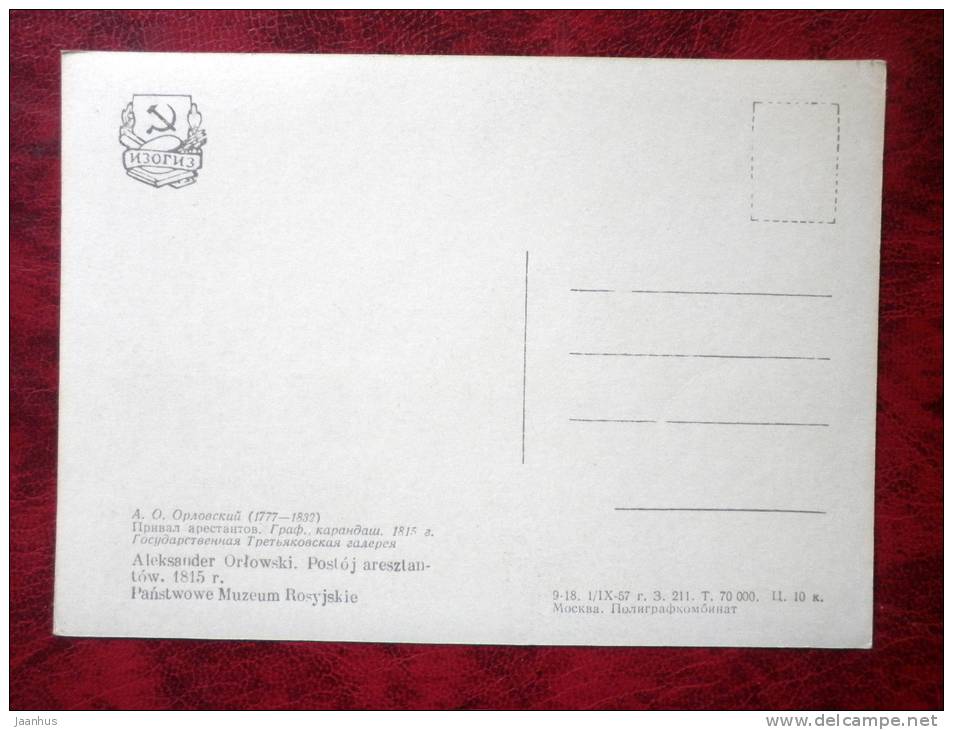 ИЗОГИЗ
А. О. Орловский (1777—1832)
Привал арестантов. Граф., карандаш. 1815 г.
Государственная Третьяковская галерея
Aleksander Orłowski. Postój aresztan-
tów. 1815 r.
Państwowe Muzeum Rosyjskie
9-18. 1/IX-57 г. З. 211. Т. 70 000. Ц. 10 к.
Москва. Полиграфкомбинат
jaanhus
www.delcampe.net